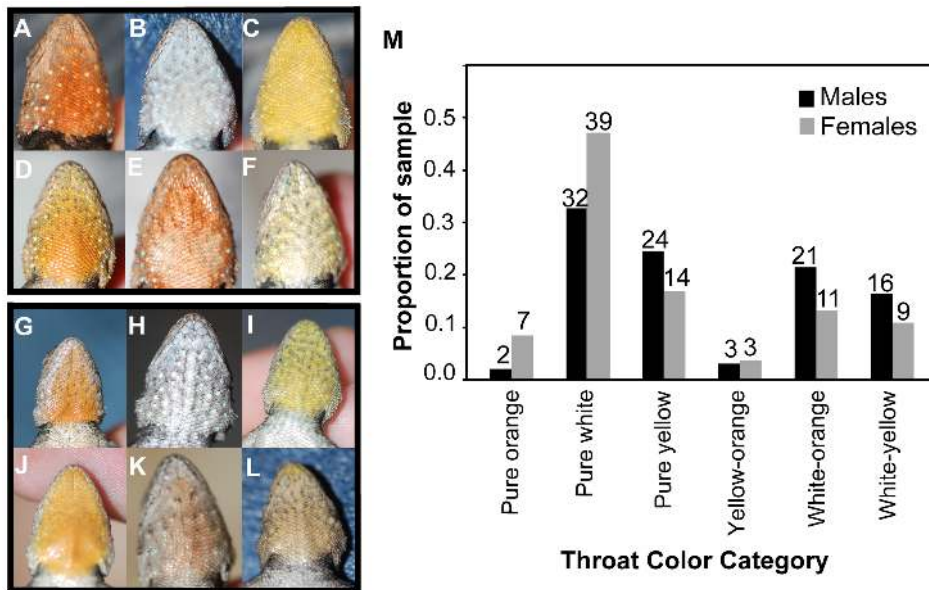 A B C
D E F
G H I
J K L
M
Males
Females
Proportion of sample
0.5
0.4
0.3
0.2
0.1
0.0
2 7
32 39
24 14
3 3
21 11
16 9
Pure orange
Pure white
Pure yellow
Yellow-orange
White-orange
White-yellow
Throat Color Category